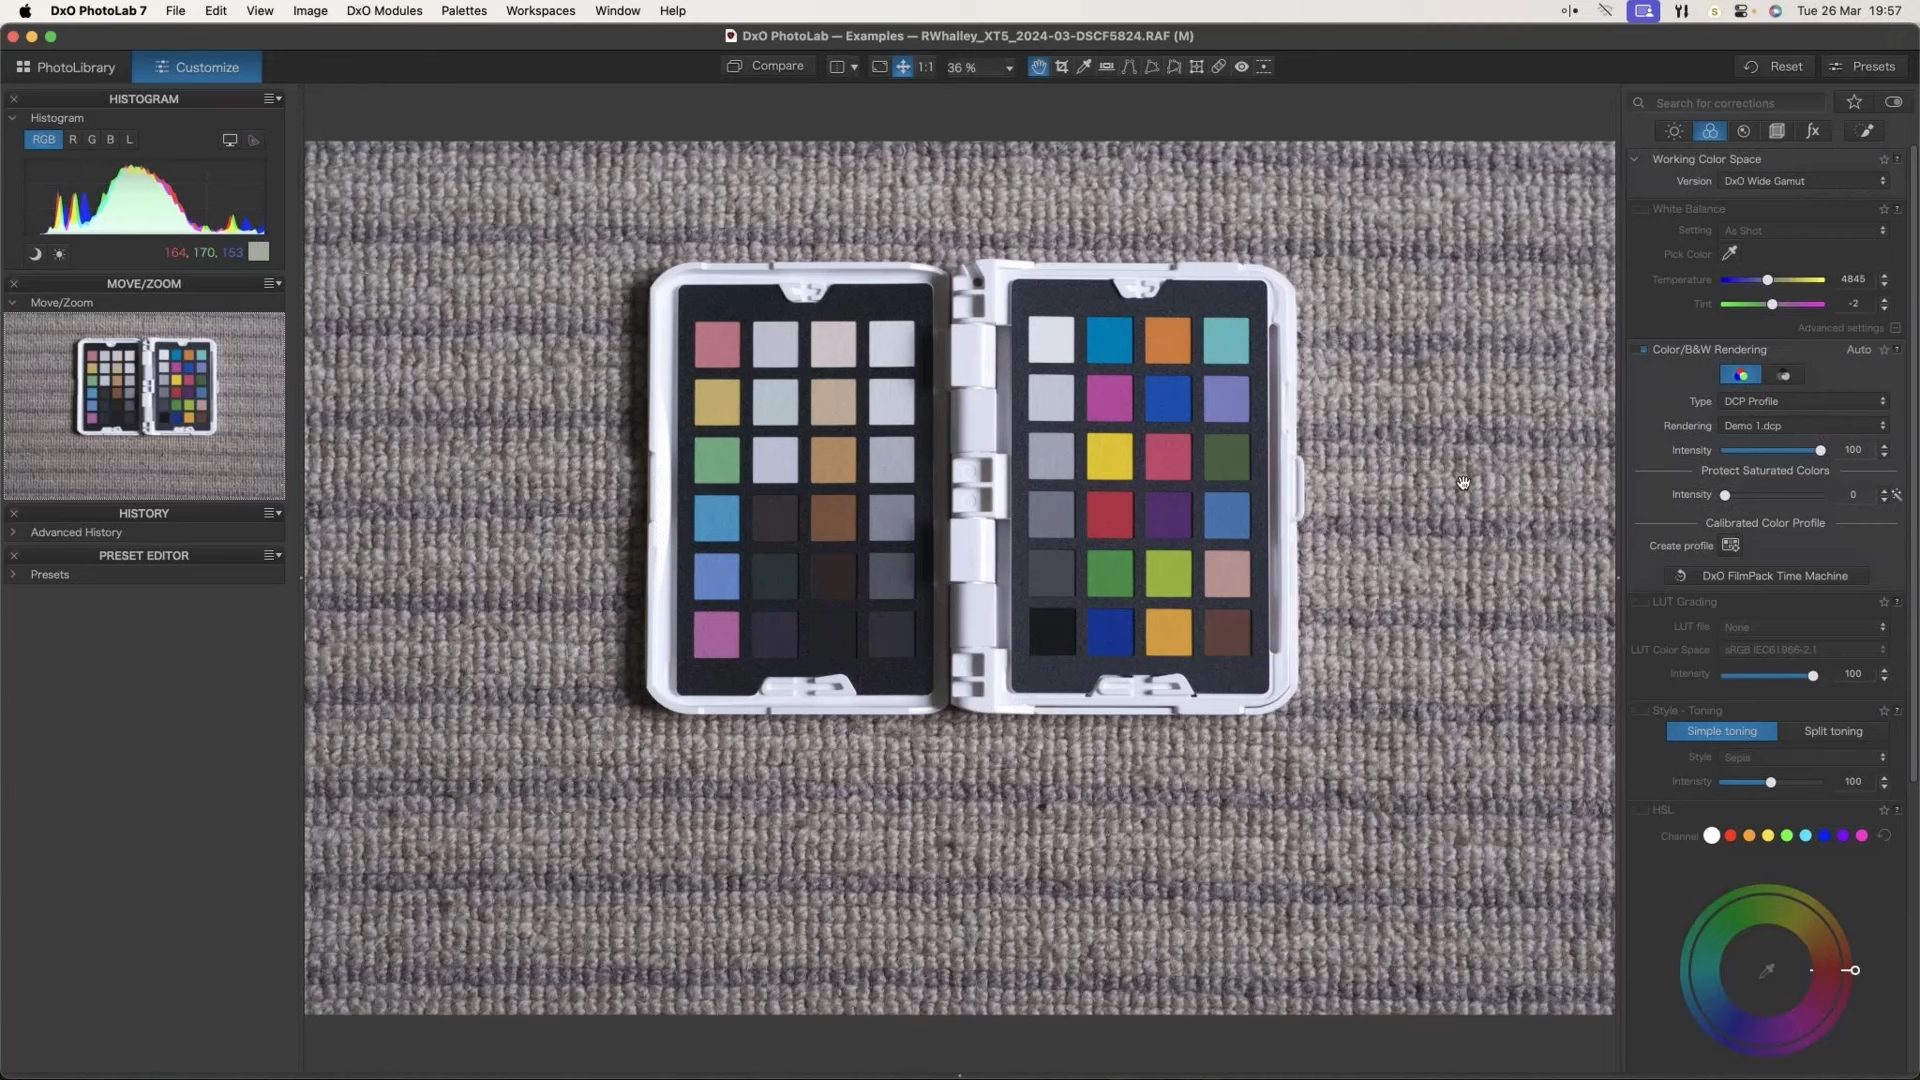 DxO PhotoLab 7 File Edit View Image DxO Modules Palettes Workspaces Window Help S Tue 26 Mar 19:57
DxO PhotoLab — Examples — RWhalley_XT5_2024-03-DSCF5824.RAF (M)
PhotoLibrary Customize Compare 1:1 36 % Reset Presets
HISTOGRAM
Histogram
RGB R G B L
164, 170, 153
MOVE/ZOOM
Move/Zoom
HISTORY
Advanced History
PRESET EDITOR
Presets
Search for corrections
fx
Working Color Space ?
Version DxO Wide Gamut
White Balance ?
Setting As Shot
Pick Color
Temperature 4845
Tint -2
Advanced settings
Color/B&W Rendering Auto ?
Type DCP Profile
Rendering Demo 1.dcp
Intensity 100
Protect Saturated Colors
Intensity 0
Calibrated Color Profile
Create profile
DxO FilmPack Time Machine
LUT Grading ?
LUT file None
LUT Color Space sRGB IEC61966-2.1
Intensity 100
Style - Toning ?
Simple toning Split toning
Style Sepia
Intensity 100
HSL ?
Channel